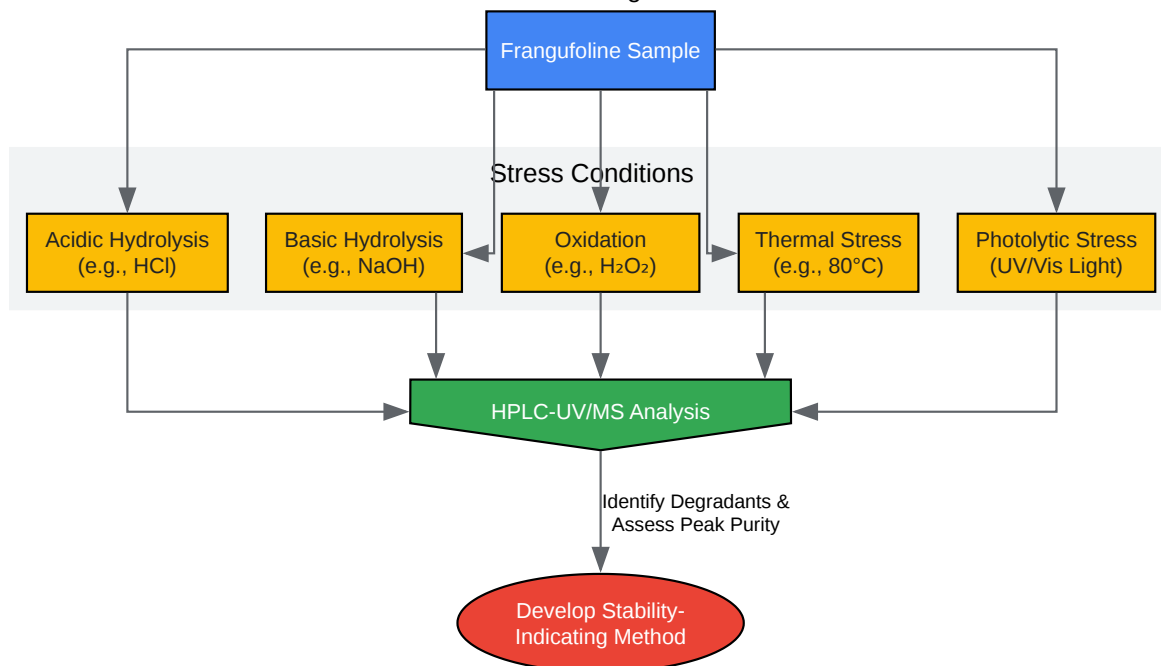 Frangufoline Sample
Stress Conditions
Acidic Hydrolysis
(e.g., HCl)
Basic Hydrolysis
(e.g., NaOH)
Oxidation
(e.g., H₂O₂)
Thermal Stress
(e.g., 80°C)
Photolytic Stress
(UV/Vis Light)
HPLC-UV/MS Analysis
Identify Degradants &
Assess Peak Purity
Develop Stability-
Indicating Method